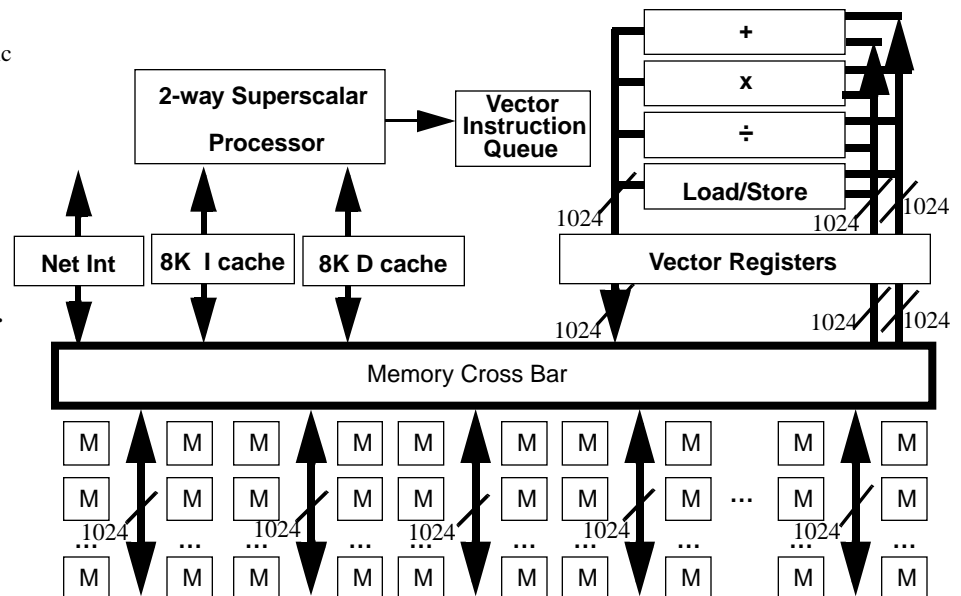 ic
2-way Superscalar
Processor
Vector
Instruction
Queue
+
x
÷
Load/Store
1024
1024
1024
Net Int
8K I cache
8K D cache
Vector Registers
.
1024
1024
1024
Memory Cross Bar
M M M M M M M M M M
M M M M M M M M ... M M
1024 1024 1024 1024 1024
... ... ... ... ... ... ... ... ... ...
M M M M M M M M M M